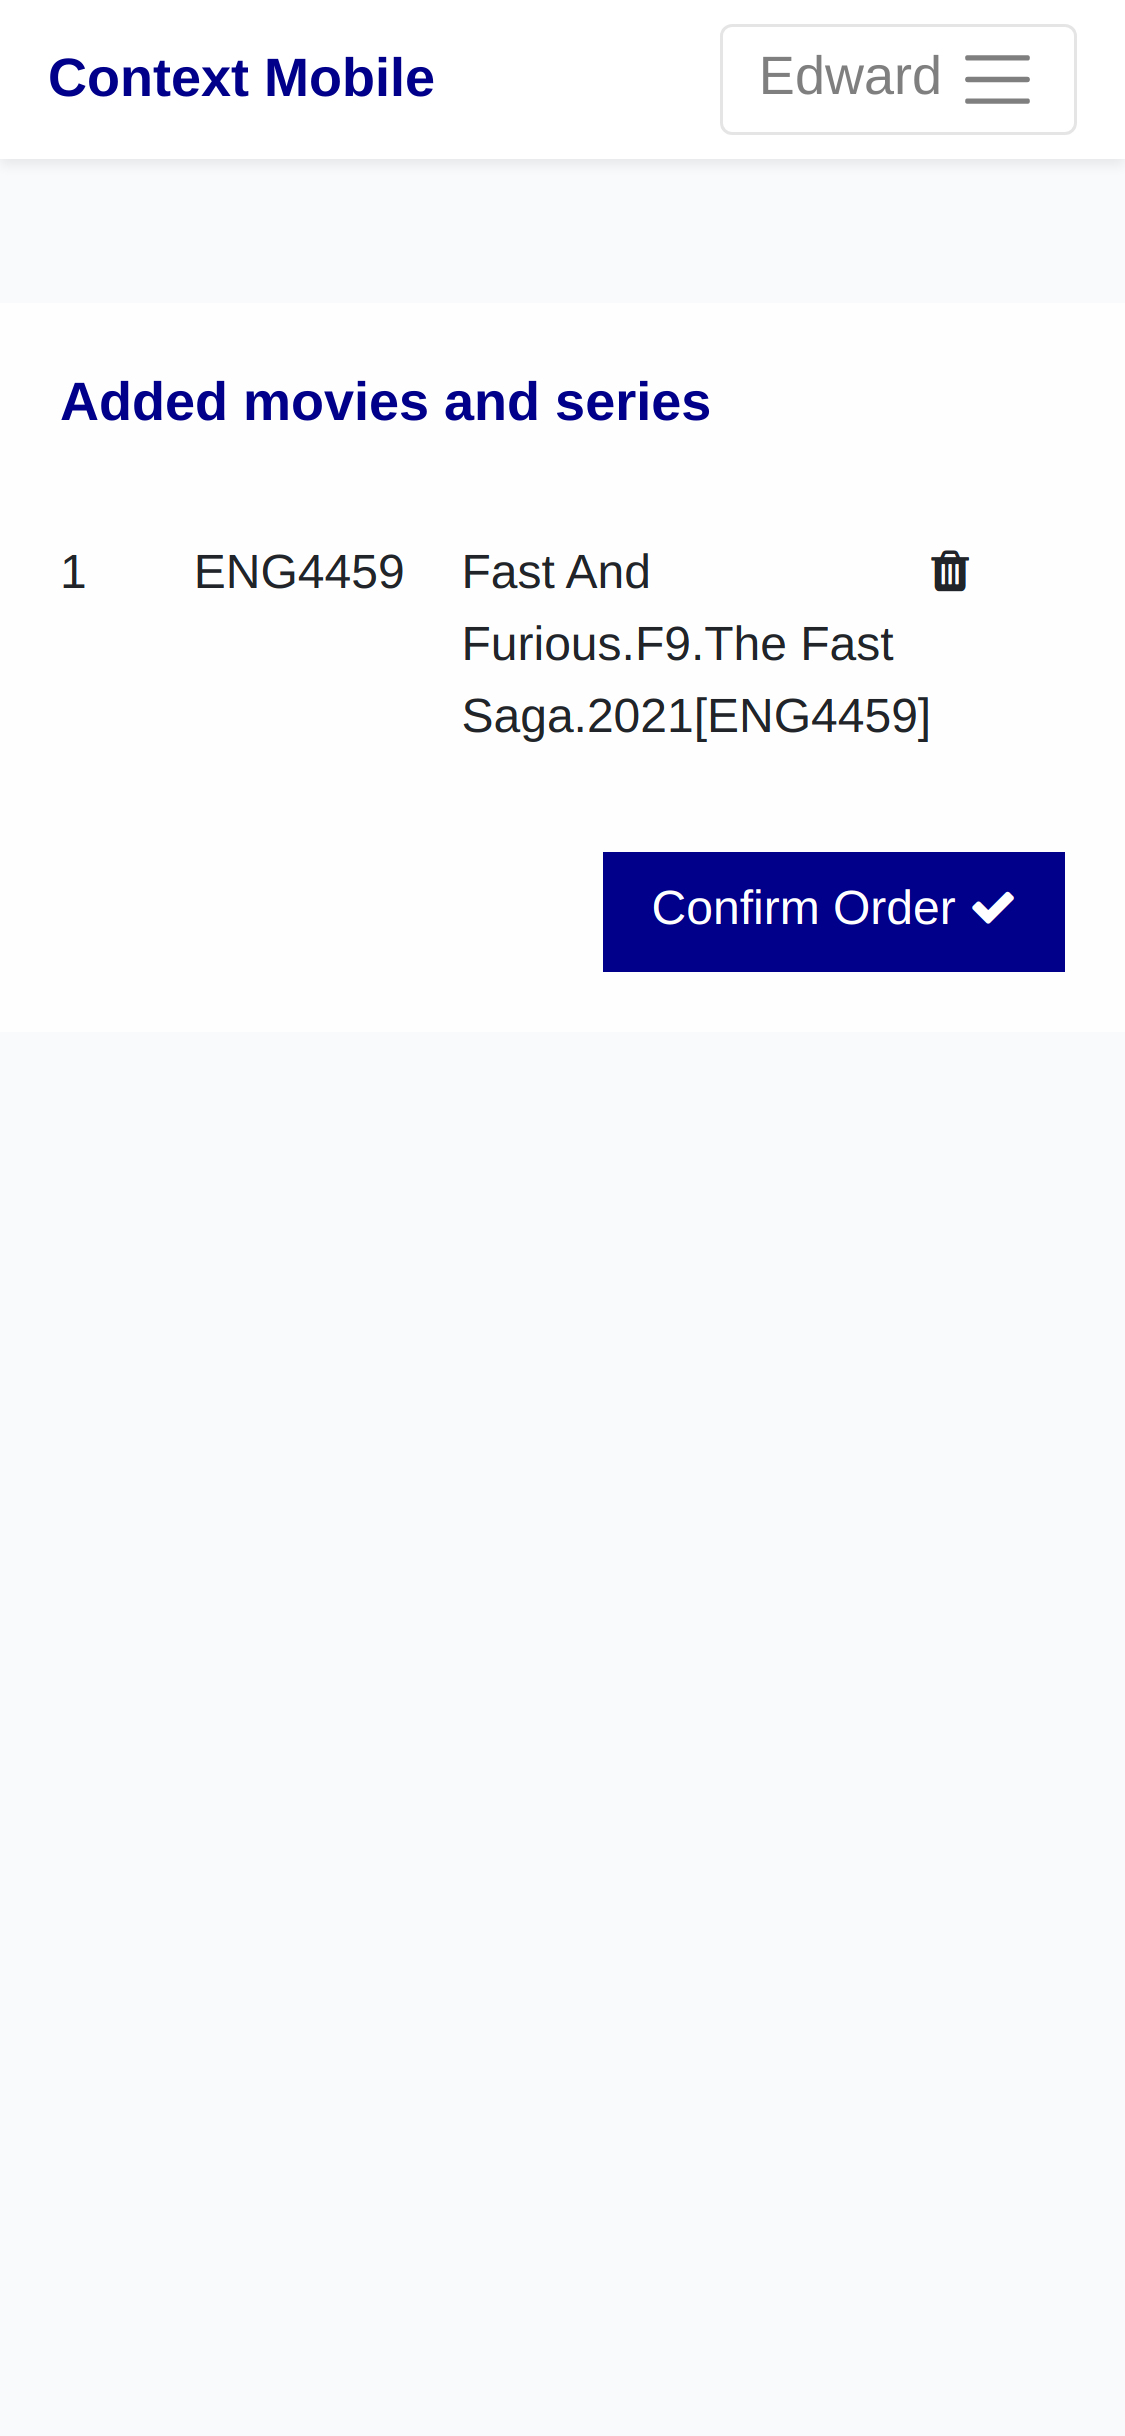 Context Mobile
Edward
Added movies and series
1 ENG4459 Fast And
Furious.F9.The Fast
Saga.2021[ENG4459]
Confirm Order